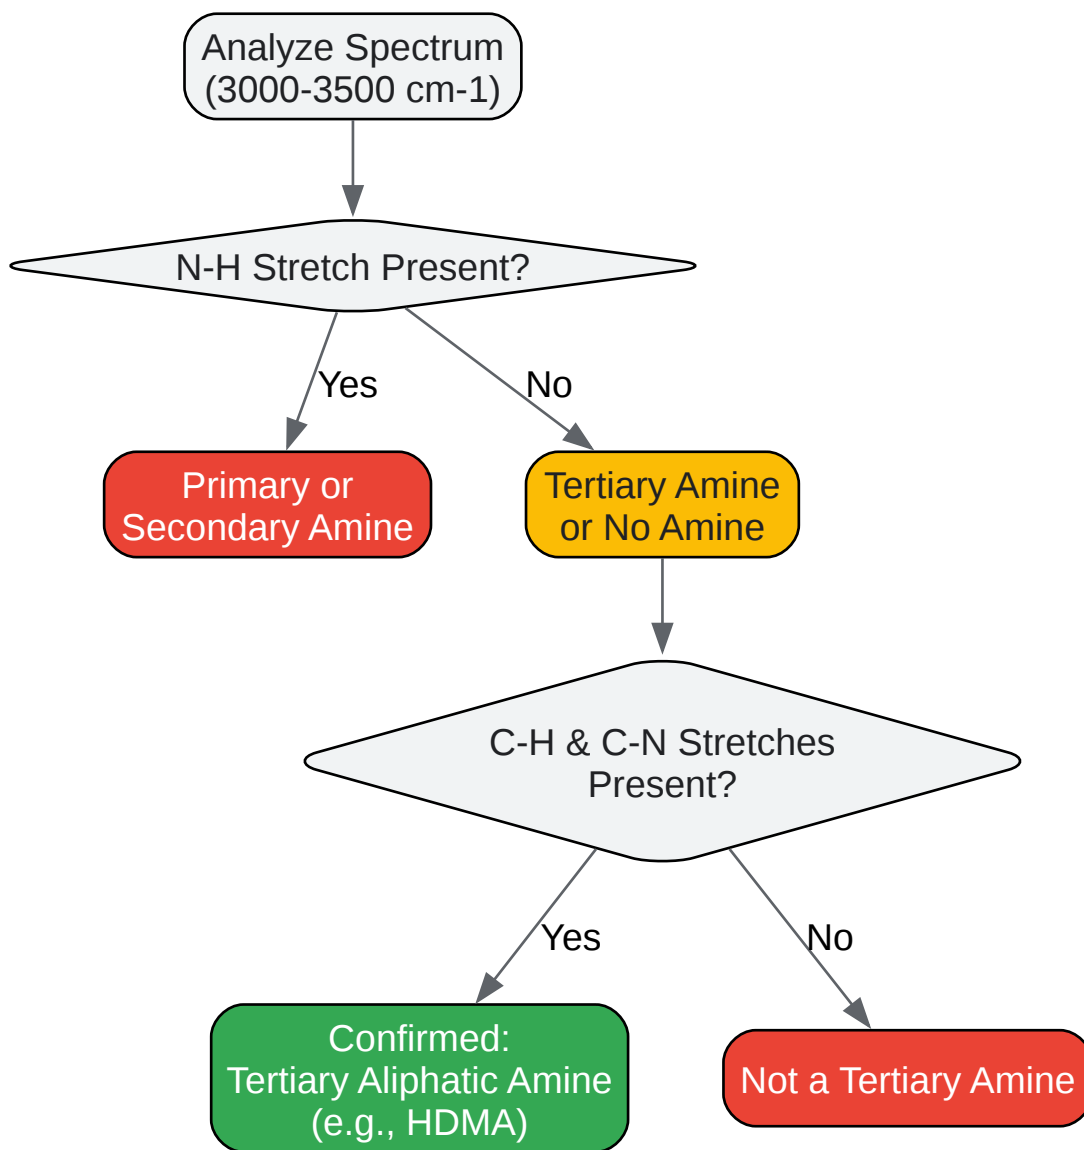 Analyze Spectrum
(3000-3500 cm-1)
N-H Stretch Present?
Yes
No
Primary or
Secondary Amine
Tertiary Amine
or No Amine
C-H & C-N Stretches
Present?
Yes
No
Confirmed:
Tertiary Aliphatic Amine
(e.g., HDMA)
Not a Tertiary Amine